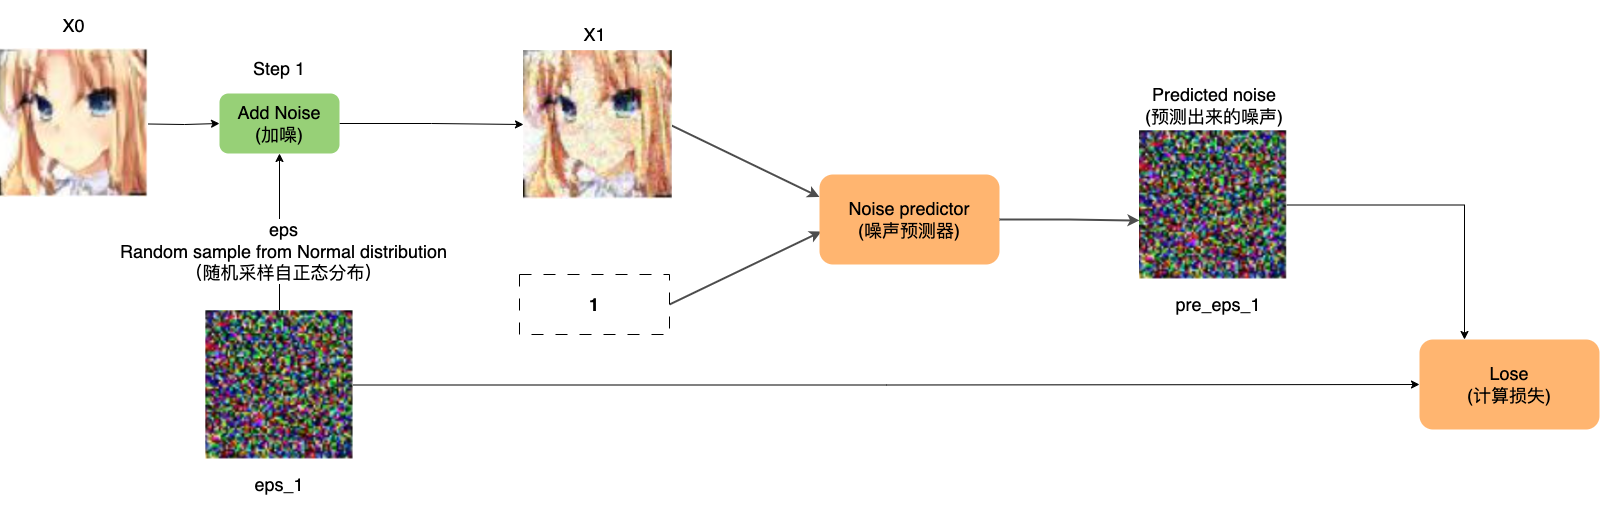 X0
Step 1
Add Noise
(加噪)
eps
Random sample from Normal distribution
（随机采样自正态分布）
eps_1
X1
1
Noise predictor
(噪声预测器)
Predicted noise
(预测出来的噪声)
pre_eps_1
Lose
(计算损失)